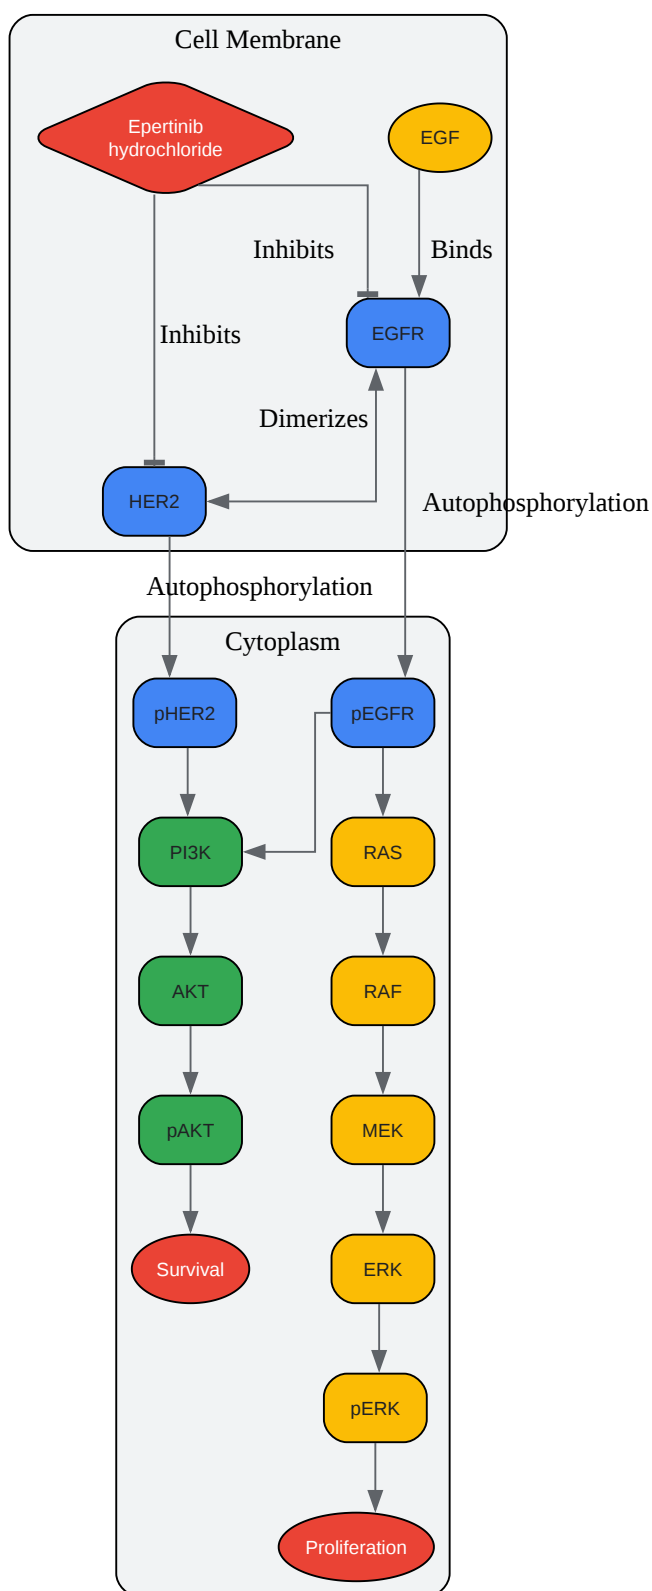 Cell Membrane
Epertinib
hydrochloride
EGF
Inhibits
Binds
Inhibits
EGFR
Dimerizes
HER2
Autophosphorylation
Autophosphorylation
Cytoplasm
pHER2
pEGFR
PI3K
RAS
AKT
RAF
pAKT
MEK
Survival
ERK
pERK
Proliferation